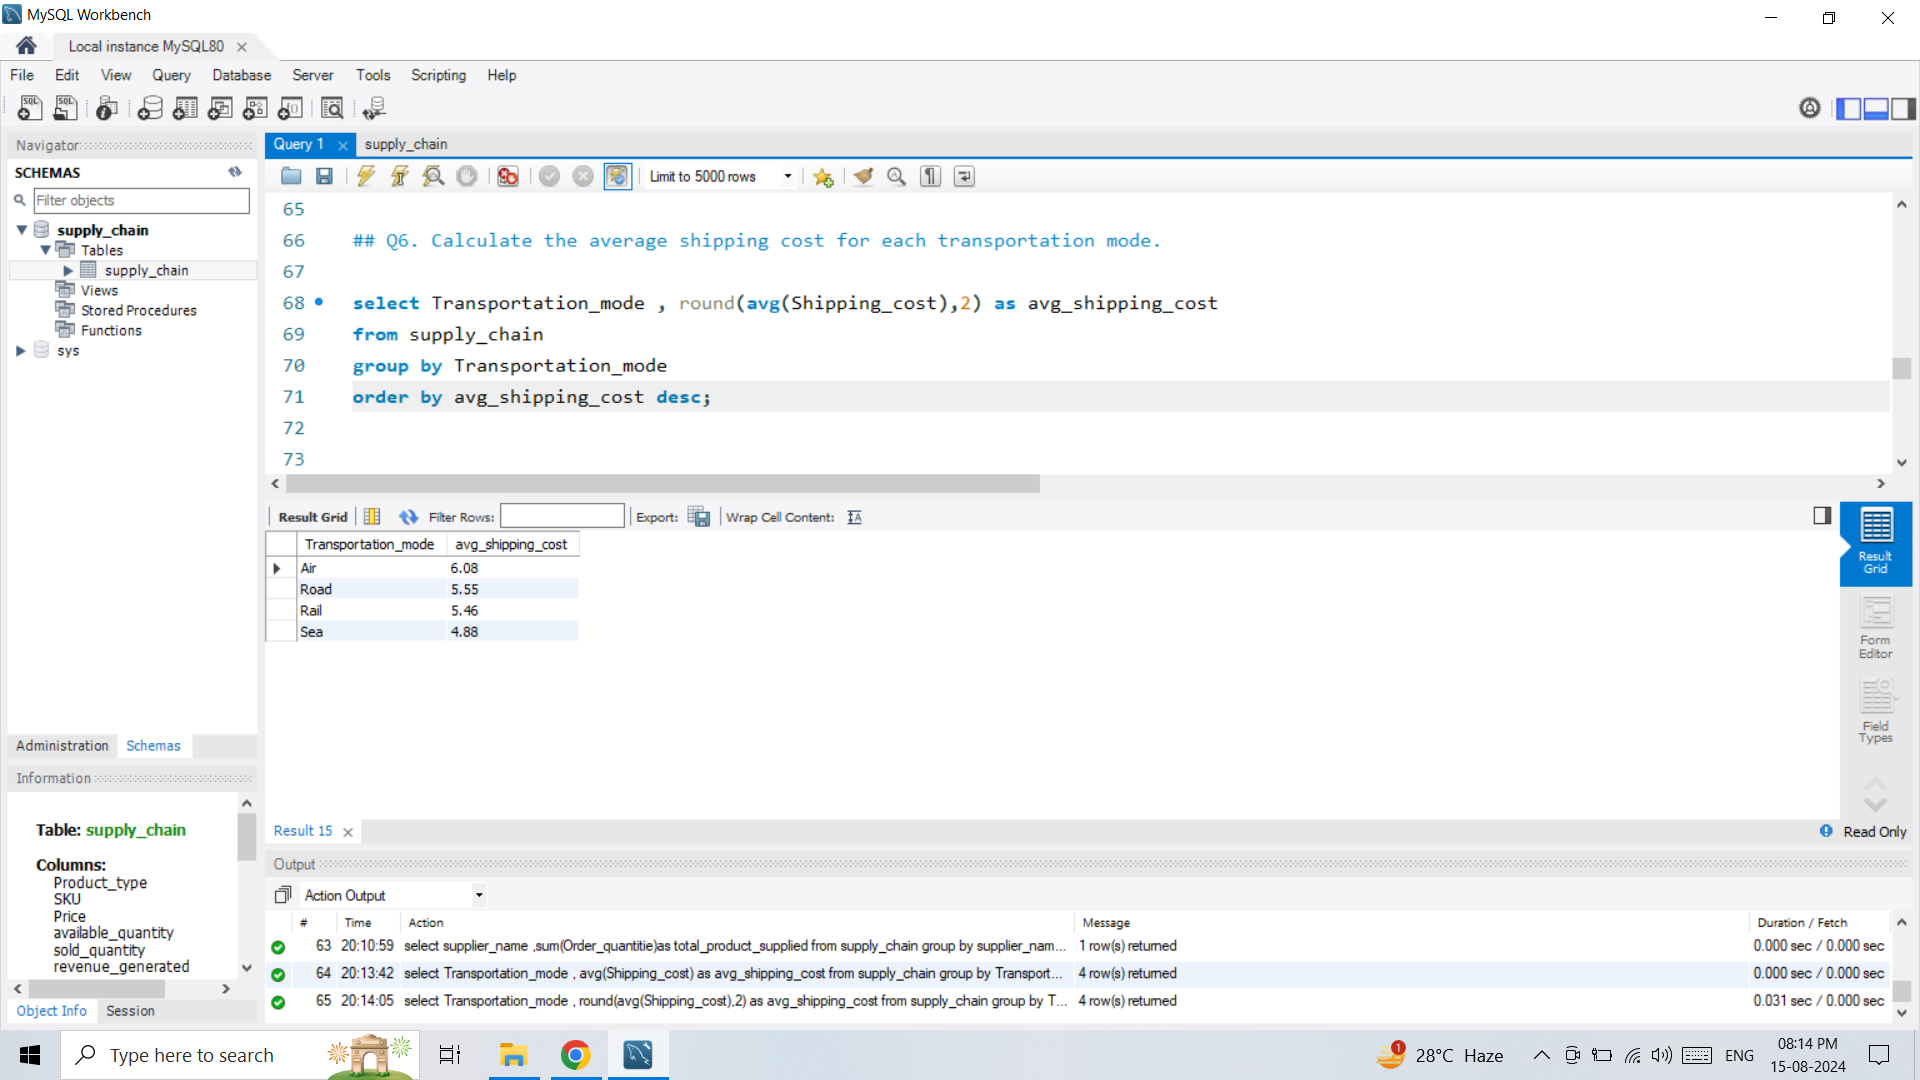 MySQL Workbench
Local instance MySQL80
File Edit View Query Database Server Tools Scripting Help
Navigator
SCHEMAS
Filter objects
supply_chain
Tables
supply_chain
Views
Stored Procedures
Functions
sys
Administration Schemas
Information
Table: supply_chain
Columns:
Product_type
SKU
Price
available_quantity
sold_quantity
revenue_generated
Object Info Session
Query 1 supply_chain
Limit to 5000 rows
65
66 ## Q6. Calculate the average shipping cost for each transportation mode.
67
68 select Transportation_mode , round(avg(Shipping_cost),2) as avg_shipping_cost
69 from supply_chain
70 group by Transportation_mode
71 order by avg_shipping_cost desc;
72
73
Result Grid Filter Rows: Export: Wrap Cell Content:
Transportation_mode avg_shipping_cost
Air 6.08
Road 5.55
Rail 5.46
Sea 4.88
Result
Grid
Form
Editor
Field
Types
Result 15
Read Only
Output
Action Output
# Time Action Message Duration / Fetch
63 20:10:59 select supplier_name ,sum(Order_quantitie)as total_product_supplied from supply_chain group by supplier_nam... 1 row(s) returned 0.000 sec / 0.000 sec
64 20:13:42 select Transportation_mode , avg(Shipping_cost) as avg_shipping_cost from supply_chain group by Transport... 4 row(s) returned 0.000 sec / 0.000 sec
65 20:14:05 select Transportation_mode , round(avg(Shipping_cost),2) as avg_shipping_cost from supply_chain group by T... 4 row(s) returned 0.031 sec / 0.000 sec
Type here to search
1
28°C Haze
ENG
08:14 PM
15-08-2024